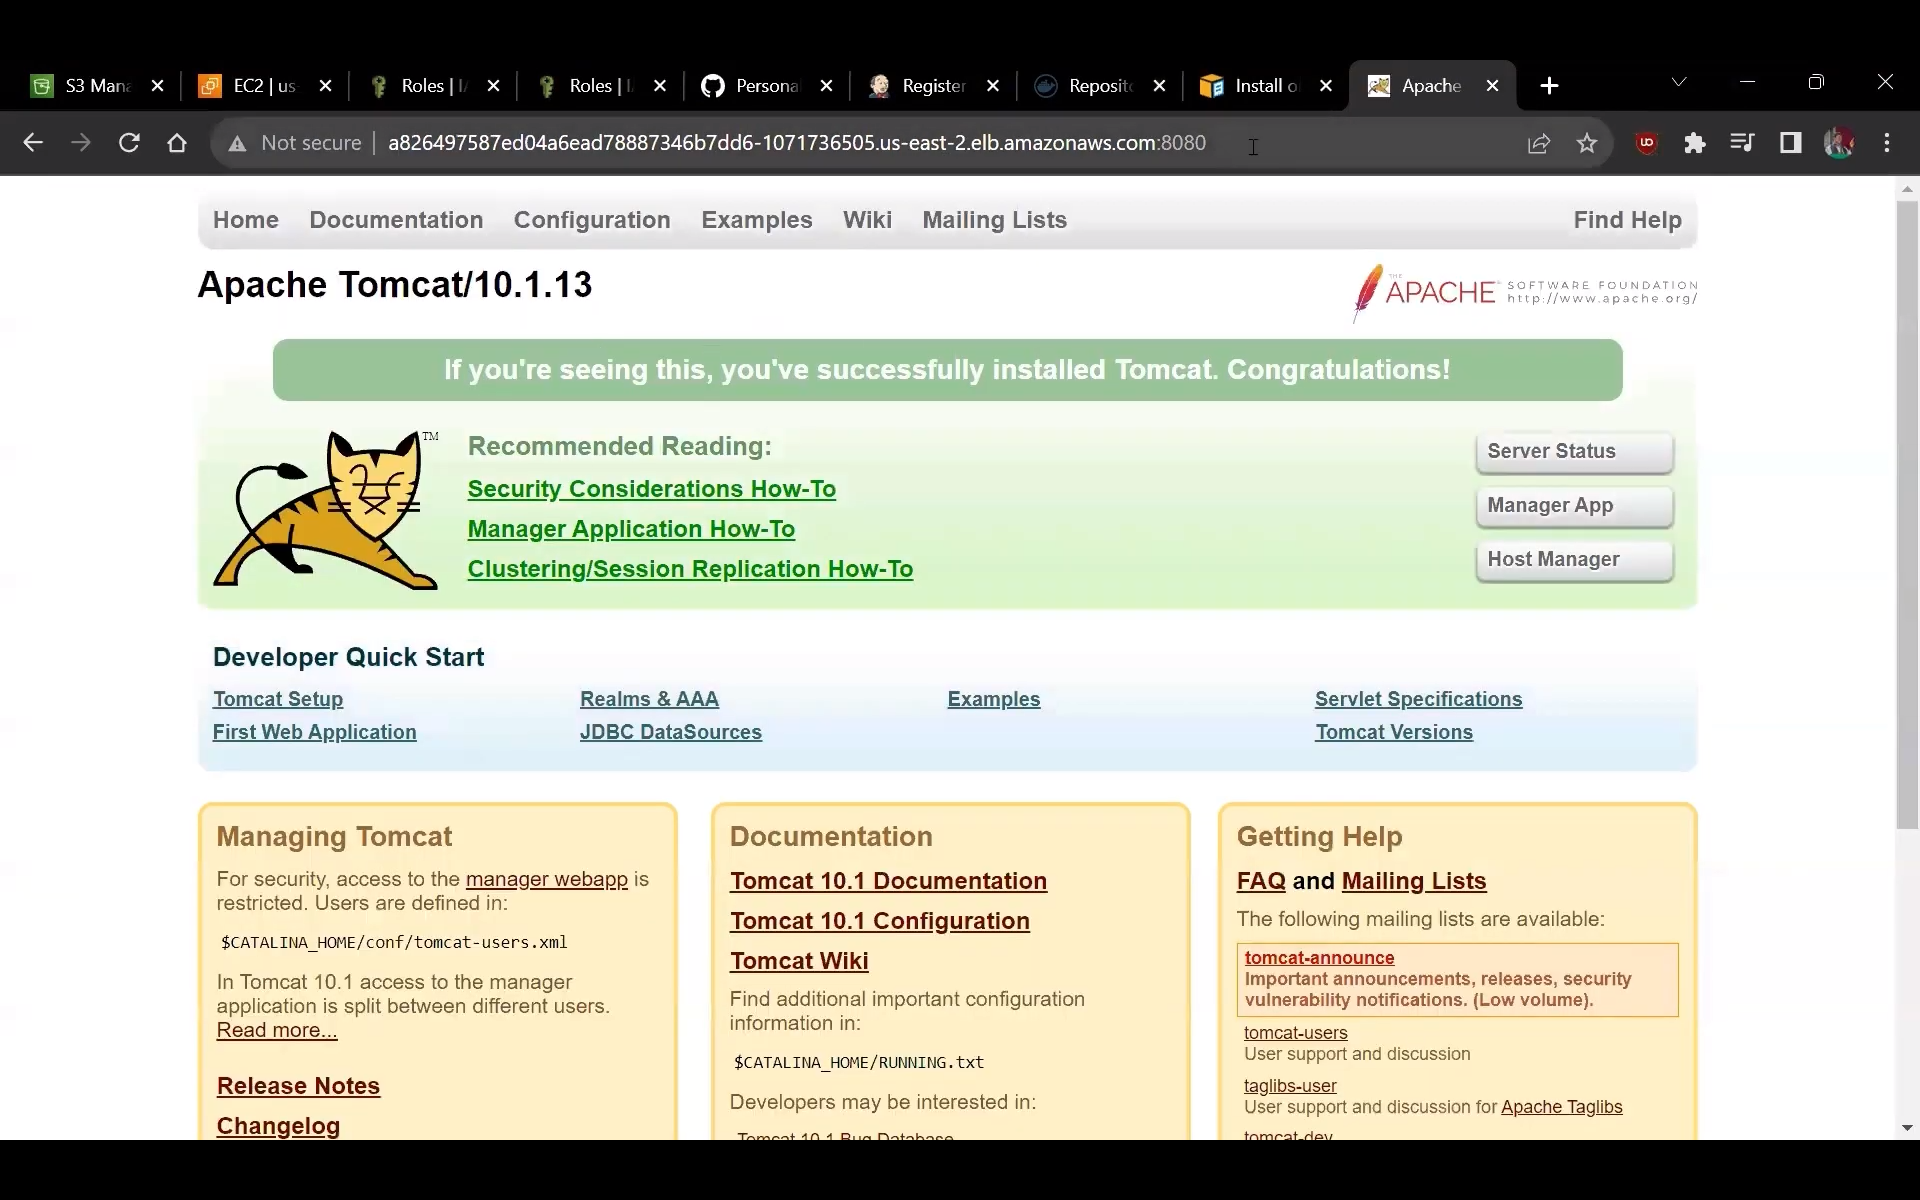 S3 Mana
EC2 | us-
Roles | I
Roles | I
Persona
Register
Reposito
Install o
Apache
Not secure
a826497587ed04a6ead78887346b7dd6-1071736505.us-east-2.elb.amazonaws.com:8080
Home Documentation Configuration Examples Wiki Mailing Lists Find Help
Apache Tomcat/10.1.13
THE APACHE SOFTWARE FOUNDATION
http://www.apache.org/
If you're seeing this, you've successfully installed Tomcat. Congratulations!
TM
Recommended Reading:
Security Considerations How-To
Manager Application How-To
Clustering/Session Replication How-To
Server Status
Manager App
Host Manager
Developer Quick Start
Tomcat Setup
First Web Application
Realms & AAA
JDBC DataSources
Examples
Servlet Specifications
Tomcat Versions
Managing Tomcat
For security, access to the manager webapp is
restricted. Users are defined in:
$CATALINA_HOME/conf/tomcat-users.xml
In Tomcat 10.1 access to the manager
application is split between different users.
Read more...
Release Notes
Changelog
Documentation
Tomcat 10.1 Documentation
Tomcat 10.1 Configuration
Tomcat Wiki
Find additional important configuration
information in:
$CATALINA_HOME/RUNNING.txt
Developers may be interested in:
Tomcat 10.1 Bug Database
Getting Help
FAQ and Mailing Lists
The following mailing lists are available:
tomcat-announce
Important announcements, releases, security
vulnerability notifications. (Low volume).
tomcat-users
User support and discussion
taglibs-user
User support and discussion for Apache Taglibs
tomcat-dev